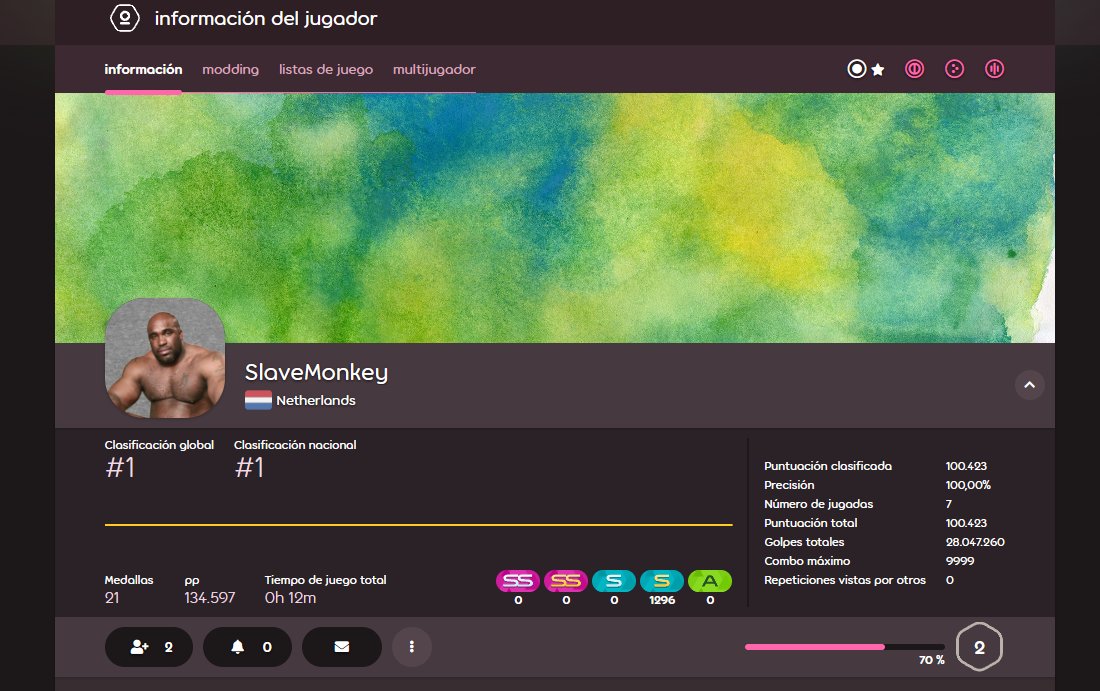 información del jugador
información modding listas de juego multijugador
SlaveMonkey
Netherlands
Clasificación global Clasificación nacional
#1 #1
Medallas pp Tiempo de juego total
21 134.597 0h 12m
SS SS S S A
0 0 0 1296 0
Puntuación clasificada 100.423
Precisión 100,00%
Número de jugadas 7
Puntuación total 100.423
Golpes totales 28.047.260
Combo máximo 9999
Repeticiones vistas por otros 0
2 0
70 %
2